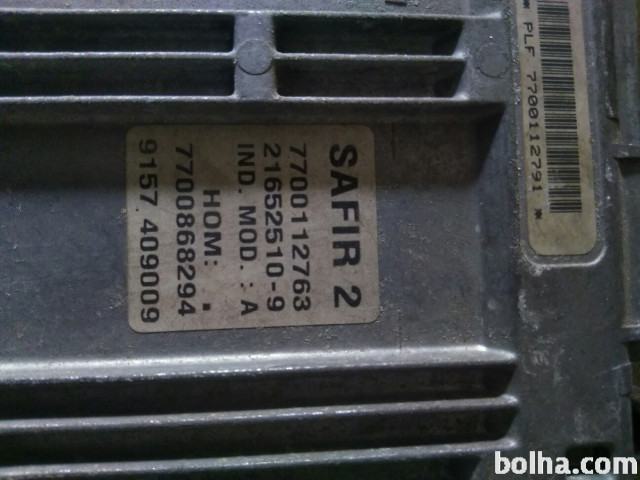 SAFIR 2
7700112763
21652510-9
IND. MOD. : A
HOM: .
7700868294
9157.409009
* PLF 7700112791 *
bolha.com